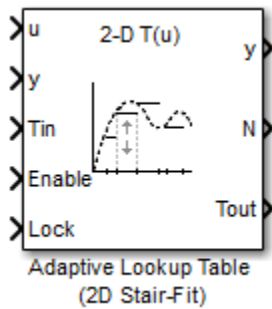 2-D T(u)
u
y
Tin
Enable
Lock
y
N
Tout
Adaptive Lookup Table
(2D Stair-Fit)